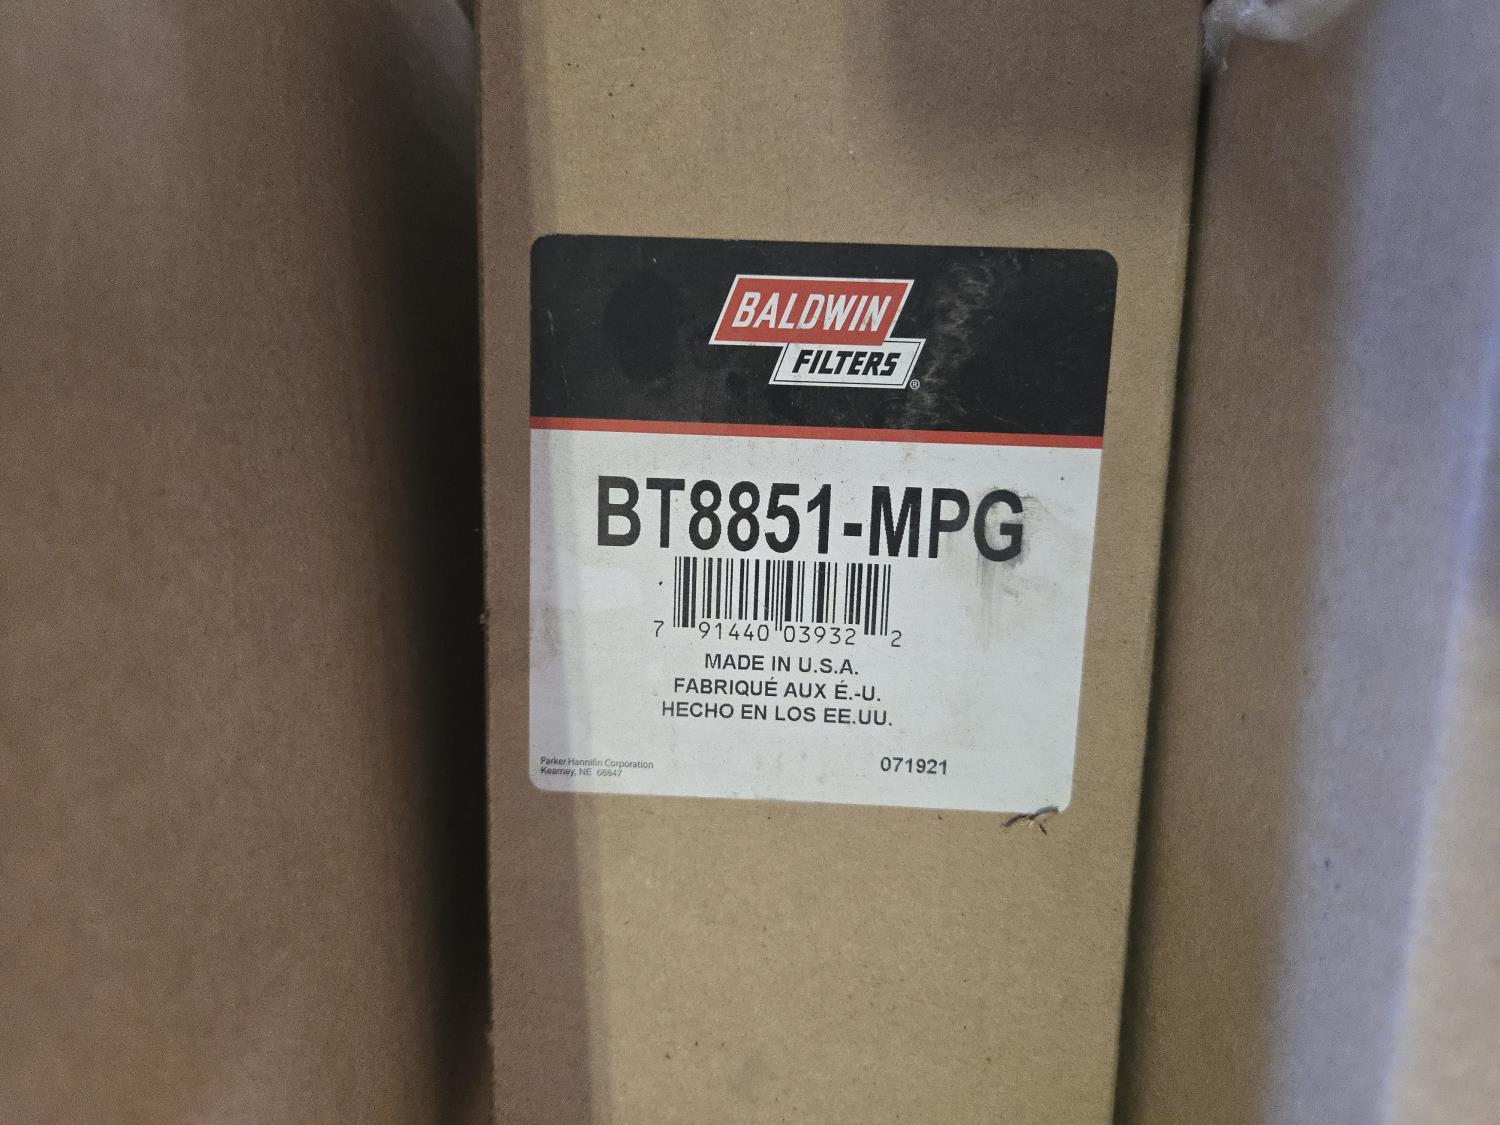 BALDWIN
FILTERS®
BT8851-MPG
7 91440 03932 2
MADE IN U.S.A.
FABRIQUÉ AUX É.-U.
HECHO EN LOS EE.UU.
Parker Hannifin Corporation
Kearney, NE 68847
071921